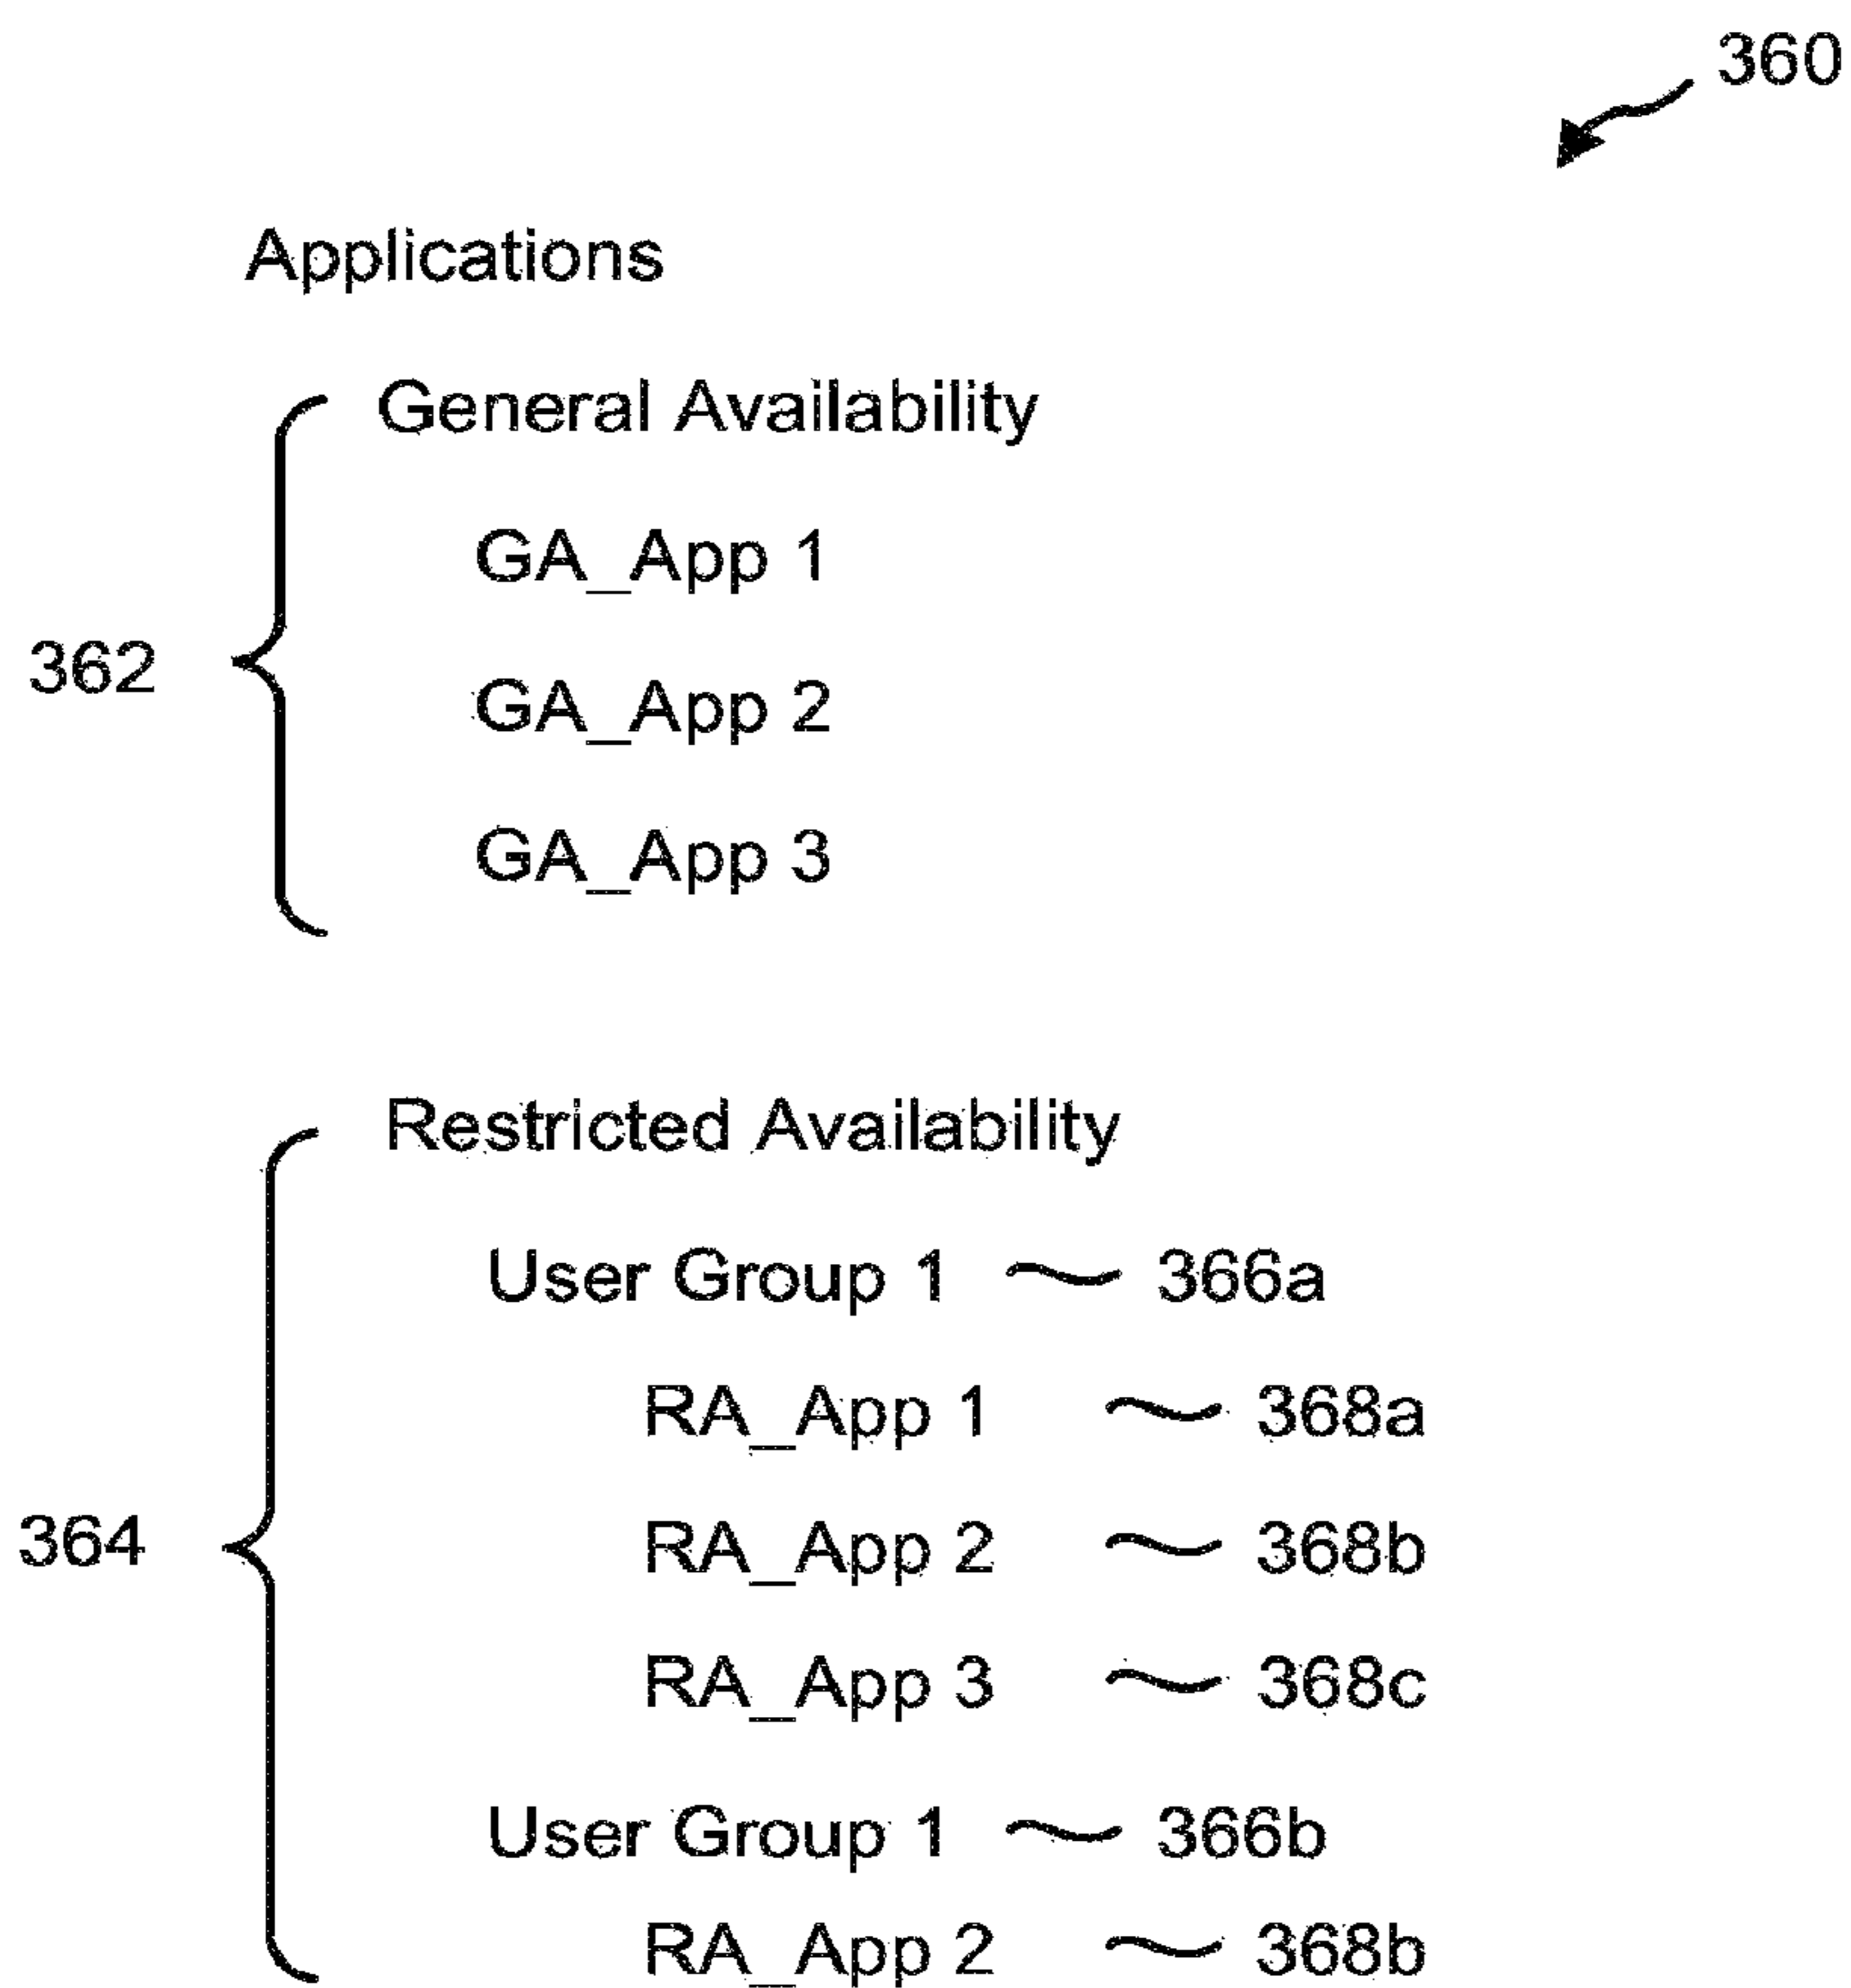 360
Applications
General Availability
GA_App 1
362
GA_App 2
GA_App 3
Restricted Availability
User Group 1 366a
RA_App 1 368a
364
RA_App 2 368b
RA_App 3 368c
User Group 1 366b
RA_App 2 368b